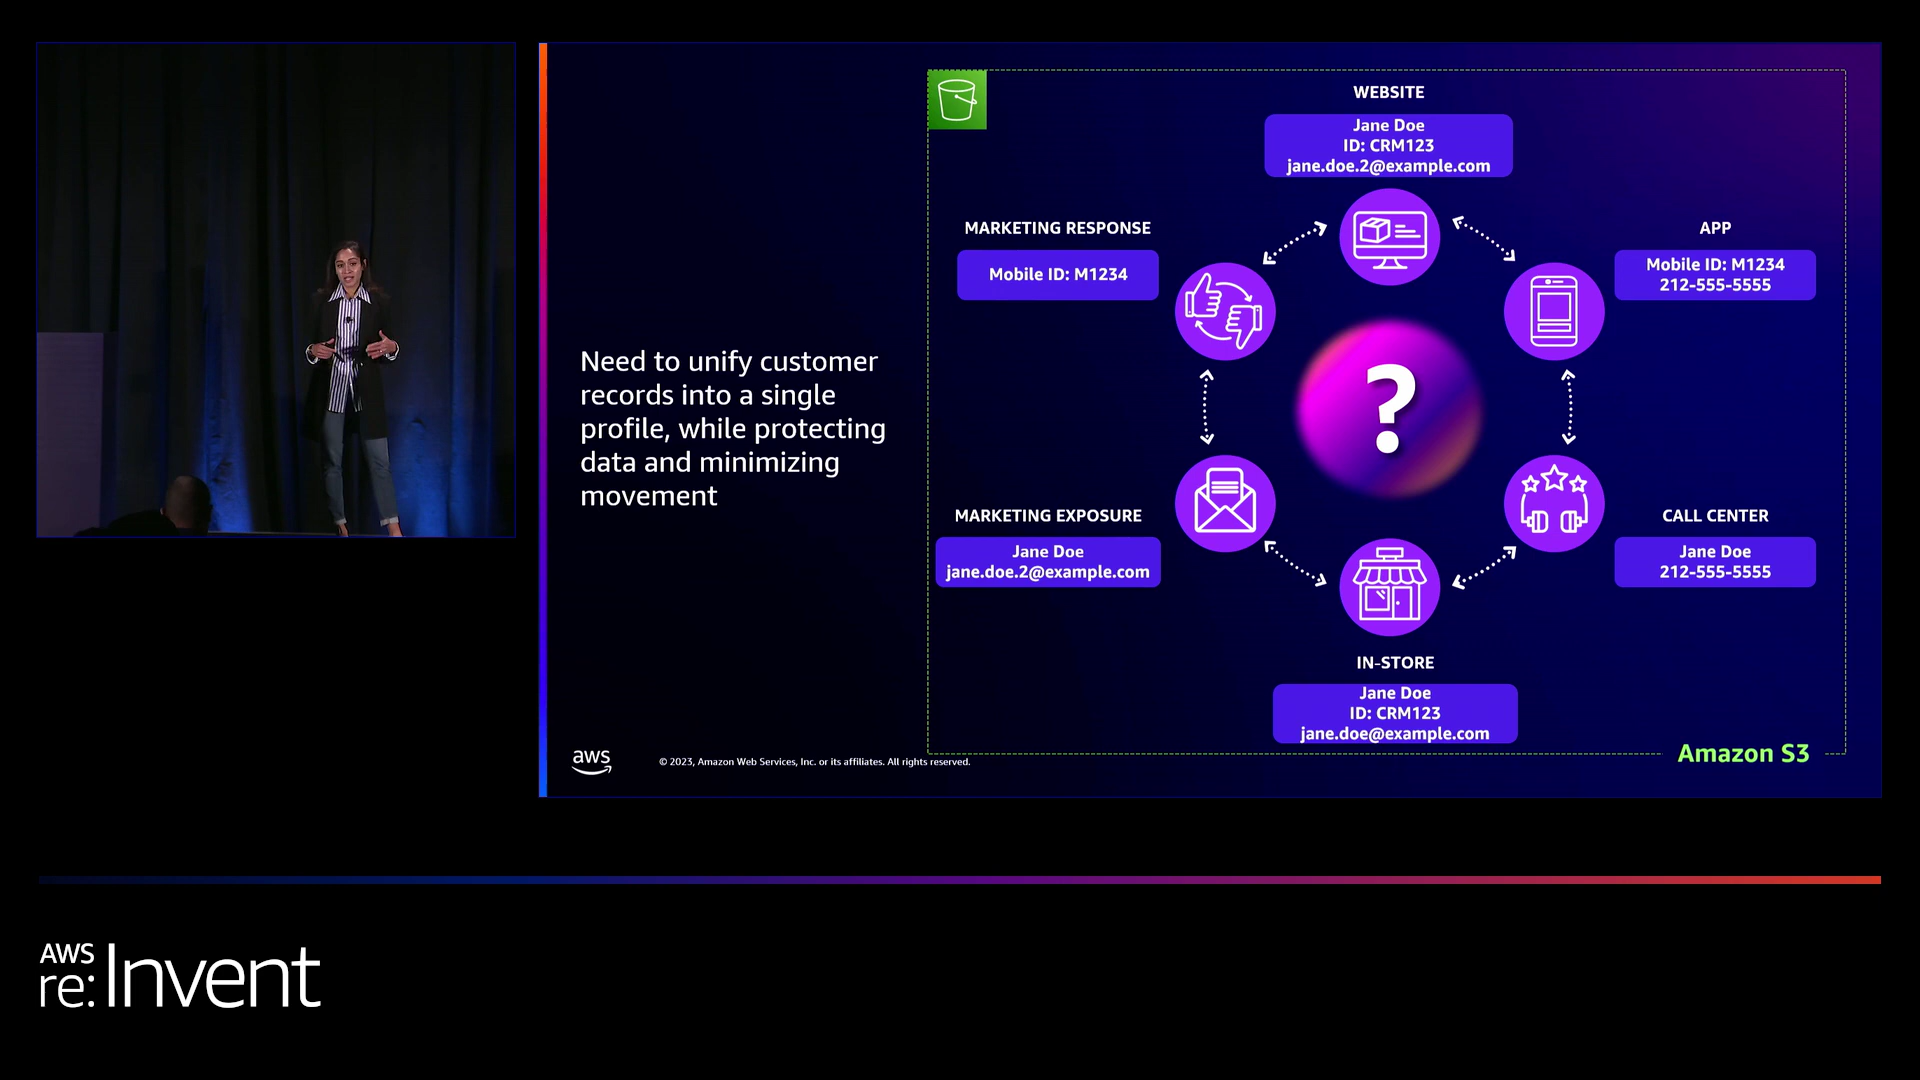 Need to unify customer
records into a single
profile, while protecting
data and minimizing
movement
WEBSITE
Jane Doe
ID: CRM123
jane.doe.2@example.com
MARKETING RESPONSE
Mobile ID: M1234
APP
Mobile ID: M1234
212-555-5555
?
MARKETING EXPOSURE
Jane Doe
jane.doe.2@example.com
CALL CENTER
Jane Doe
212-555-5555
IN-STORE
Jane Doe
ID: CRM123
jane.doe@example.com
Amazon S3
aws
© 2023, Amazon Web Services, Inc. or its affiliates. All rights reserved.
AWS
re:Invent